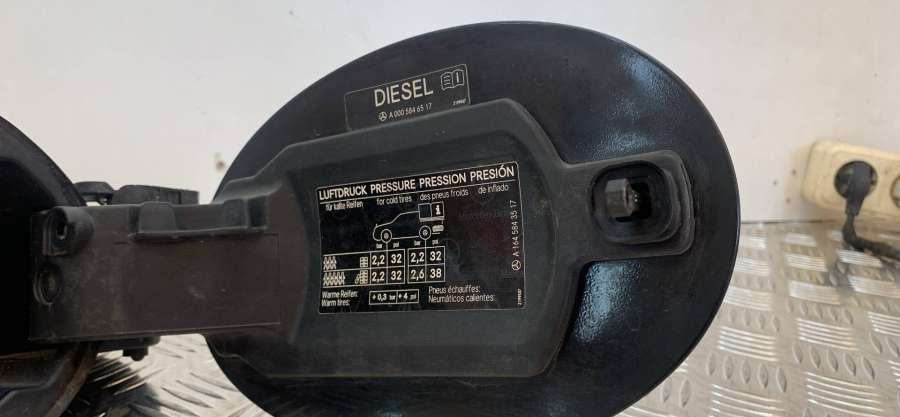 DIESEL
A 000 584 65 17
LUFTDRUCK PRESSURE PRESSION PRESIÓN
für kalte Reifen for cold tires des pneus froids de inflado
bar psi bar psi
2,2 32 2,2 32
2,2 32 2,6 38
Warme Reifen: Warm tires: + 0,3 bar + 4 psi Pneus échauffes: Neumáticos calientes:
A 164 584 35 17